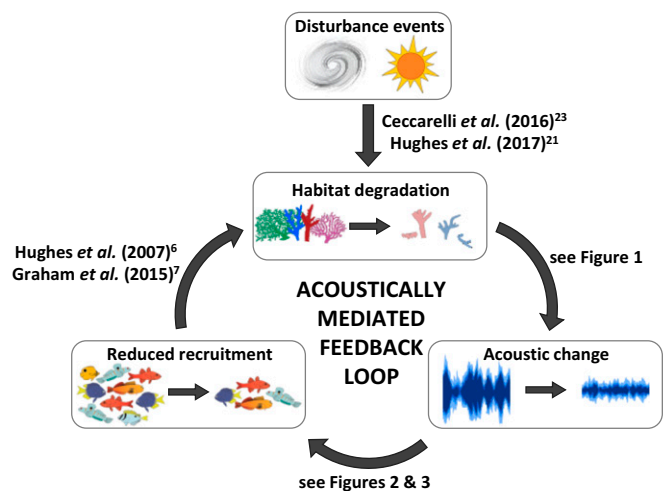 Disturbance events
Ceccarelli et al. (2016)23
Hughes et al. (2017)21
Habitat degradation
Hughes et al. (2007)6
Graham et al. (2015)7
see Figure 1
ACOUSTICALLY
MEDIATED
FEEDBACK
LOOP
Reduced recruitment
Acoustic change
see Figures 2 & 3